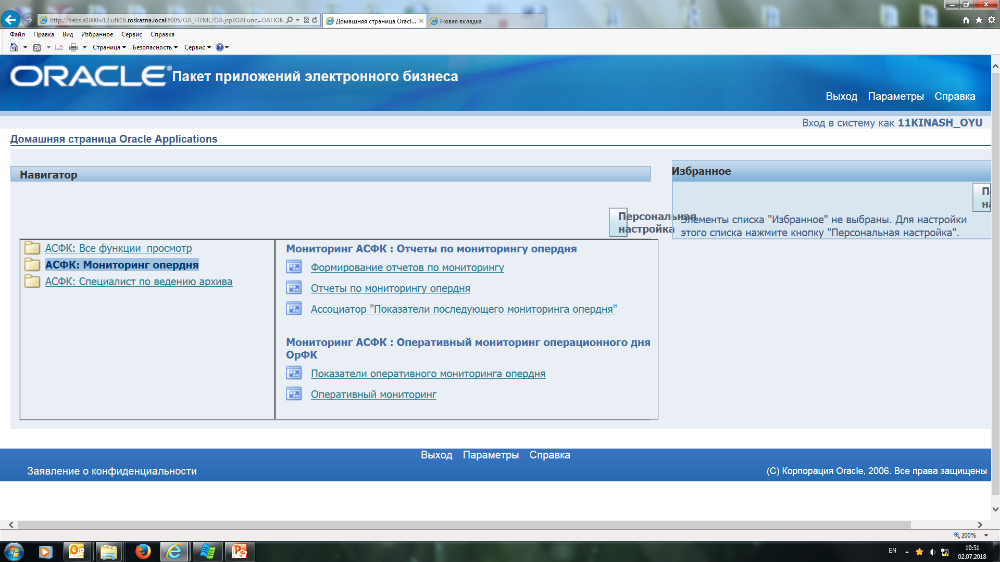 http://oebs.a1800w12.ufk18.roskazna.local:8005/OA_HTML/OA.jsp?OAFunc=OAHOM
Домашняя страница Oracl...
Новая вкладка
Файл Правка Вид Избранное Сервис Справка
Страница Безопасность Сервис
ORACLE® Пакет приложений электронного бизнеса
Выход Параметры Справка
Вход в систему как 11KINASH_OYU
Домашняя страница Oracle Applications
Навигатор
Избранное
Персональная
настройка
Элементы списка "Избранное" не выбраны. Для настройки
этого списка нажмите кнопку "Персональная настройка".
АСФК: Все функции просмотр
АСФК: Мониторинг опердня
АСФК: Специалист по ведению архива
Мониторинг АСФК : Отчеты по мониторингу опердня
Формирование отчетов по мониторингу
Отчеты по мониторингу опердня
Ассоциатор "Показатели последующего мониторинга опердня"
Мониторинг АСФК : Оперативный мониторинг операционного дня
ОрФК
Показатели оперативного мониторинга опердня
Оперативный мониторинг
Выход Параметры Справка
Заявление о конфиденциальности
(C) Корпорация Oracle, 2006. Все права защищены
200%
EN
10:51
02.07.2018